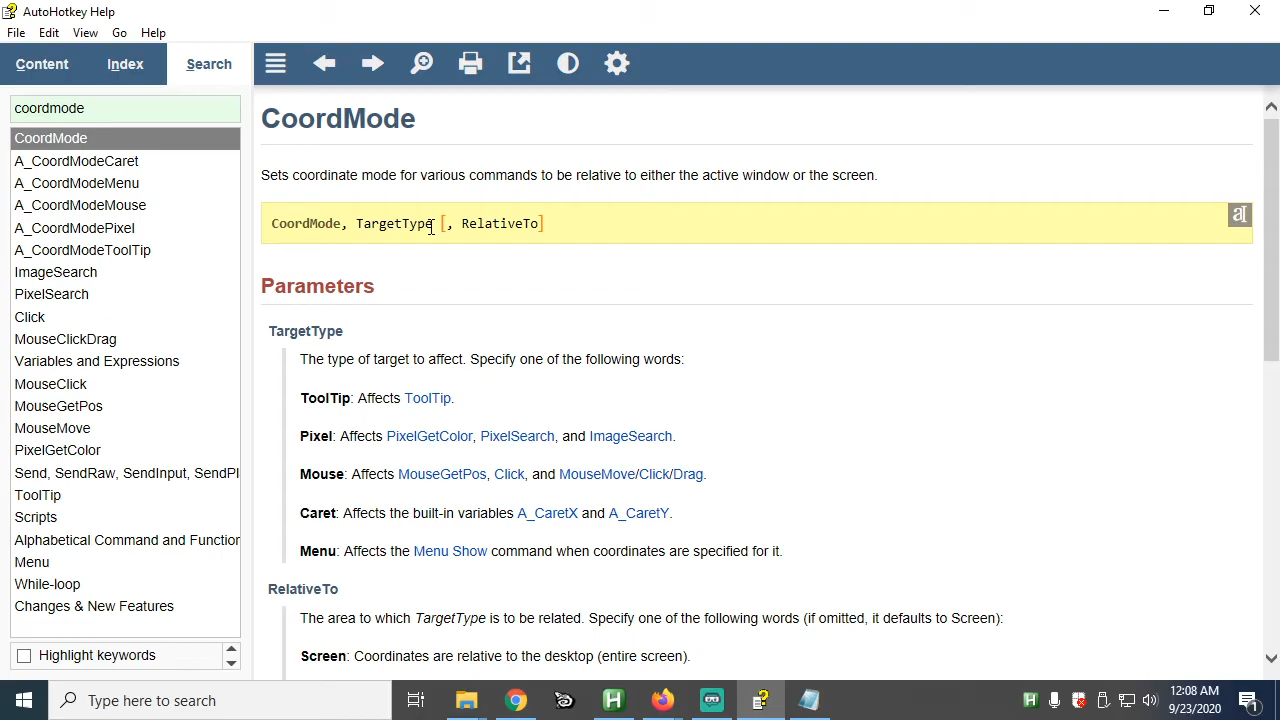 AutoHotkey Help
File Edit View Go Help
Content Index Search
coordmode
CoordMode
A_CoordModeCaret
A_CoordModeMenu
A_CoordModeMouse
A_CoordModePixel
A_CoordModeToolTip
ImageSearch
PixelSearch
Click
MouseClickDrag
Variables and Expressions
MouseClick
MouseGetPos
MouseMove
PixelGetColor
Send, SendRaw, SendInput, SendPl
ToolTip
Scripts
Alphabetical Command and Function
Menu
While-loop
Changes & New Features
Highlight keywords
CoordMode
Sets coordinate mode for various commands to be relative to either the active window or the screen.
CoordMode, TargetType [, RelativeTo]
Parameters
TargetType
The type of target to affect. Specify one of the following words:
ToolTip: Affects ToolTip.
Pixel: Affects PixelGetColor, PixelSearch, and ImageSearch.
Mouse: Affects MouseGetPos, Click, and MouseMove/Click/Drag.
Caret: Affects the built-in variables A_CaretX and A_CaretY.
Menu: Affects the Menu Show command when coordinates are specified for it.
RelativeTo
The area to which TargetType is to be related. Specify one of the following words (if omitted, it defaults to Screen):
Screen: Coordinates are relative to the desktop (entire screen).
Type here to search
12:08 AM
9/23/2020
1